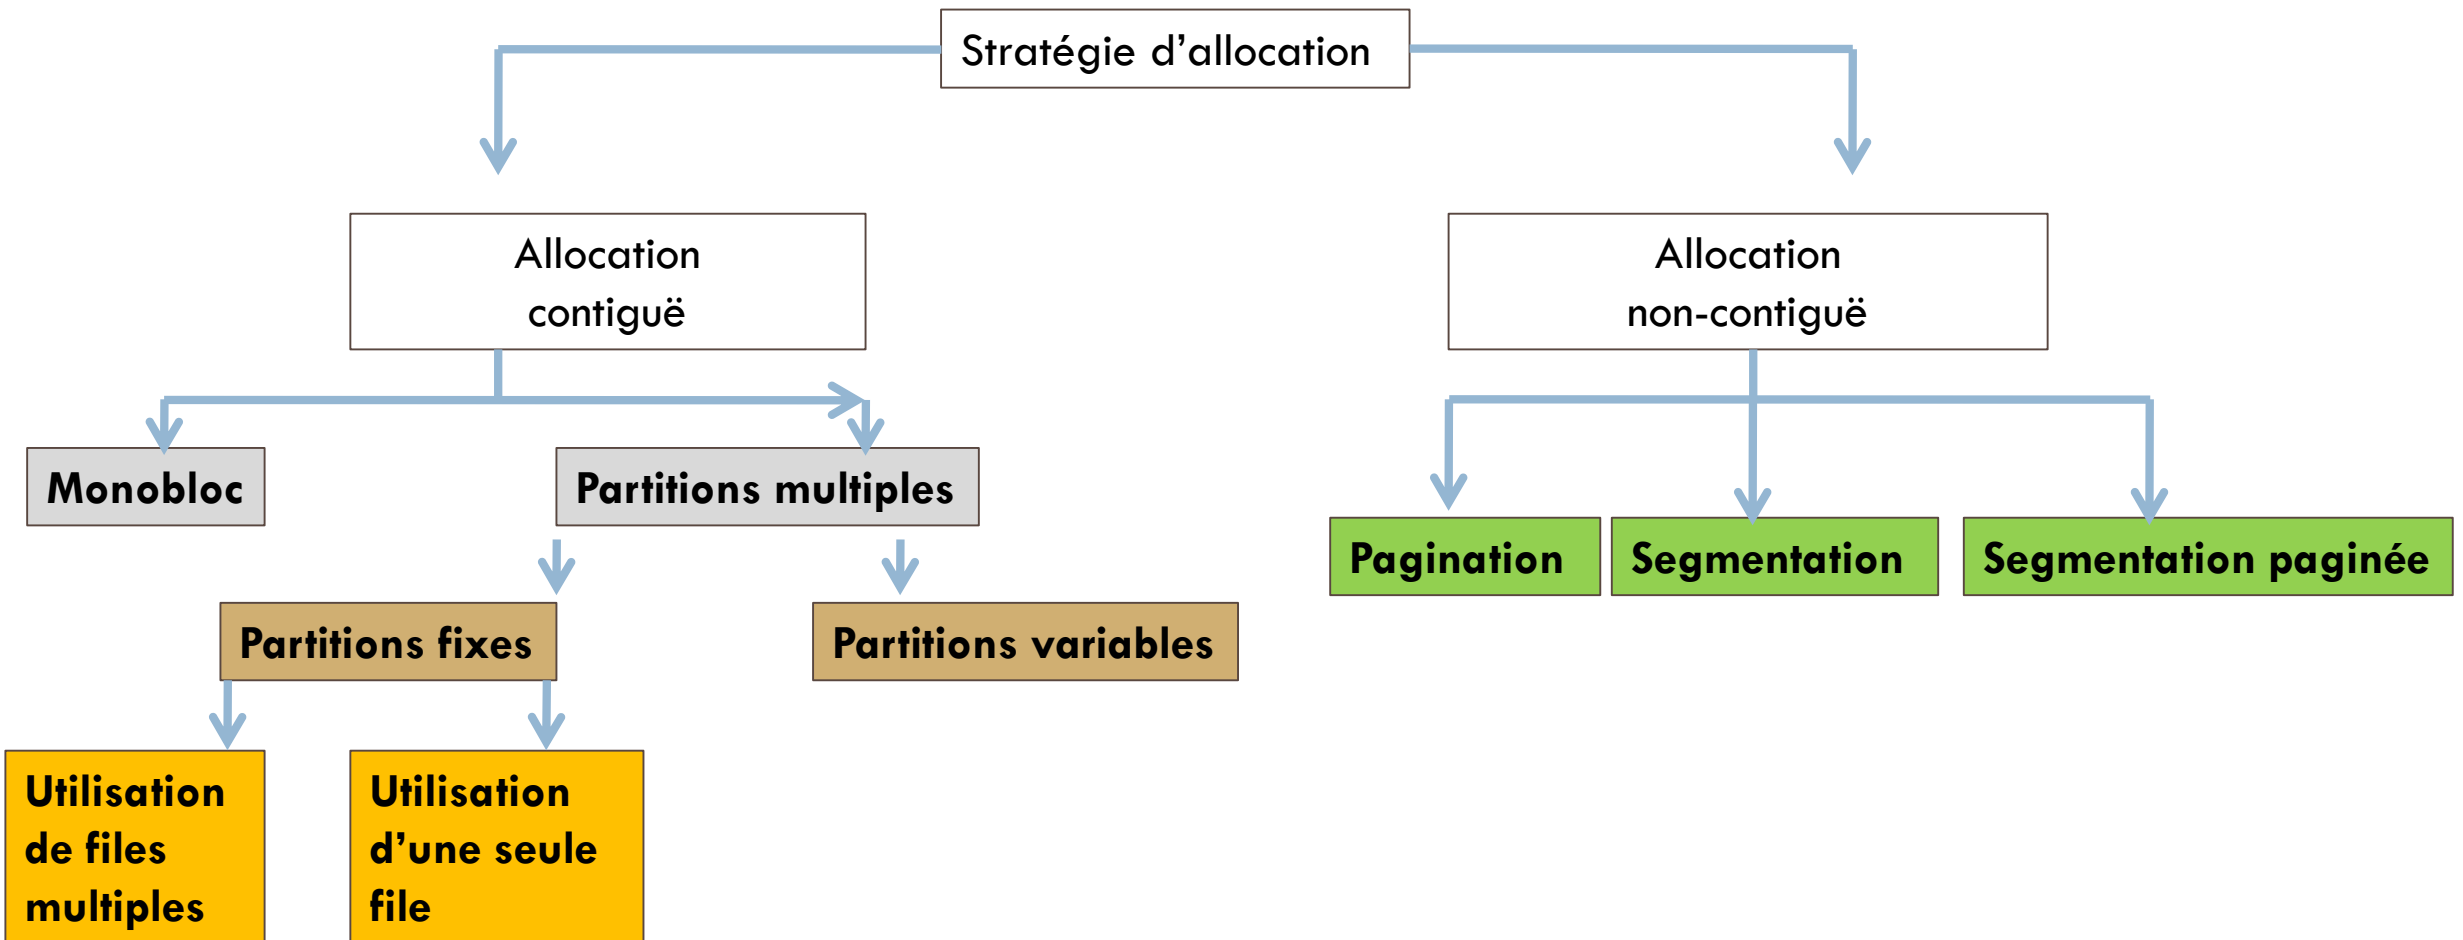 Stratégie d'allocation
Allocation
contiguë
Allocation
non-contiguë
Monobloc
Partitions multiples
Pagination
Segmentation
Segmentation paginée
Partitions fixes
Partitions variables
Utilisation
de files
multiples
Utilisation
d'une seule
file